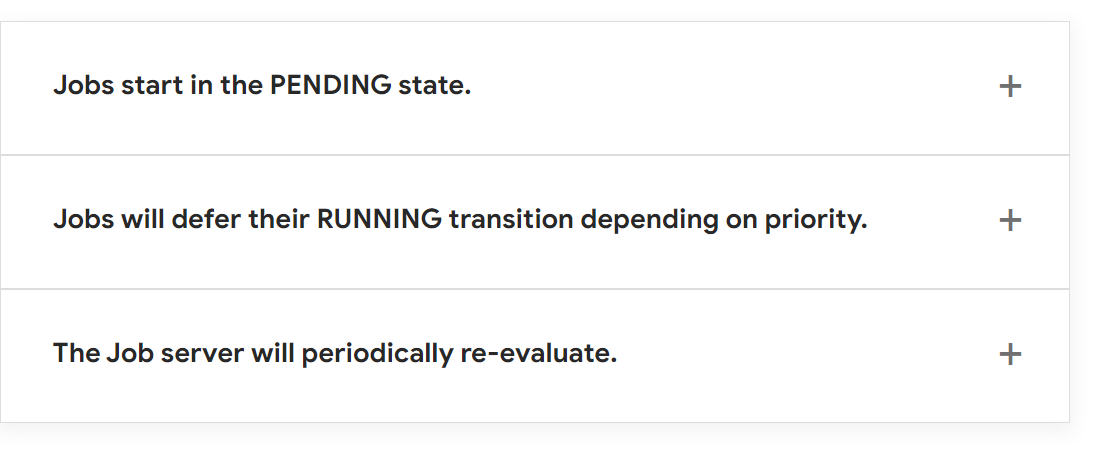 Jobs start in the PENDING state.
Jobs will defer their RUNNING transition depending on priority.
The Job server will periodically re-evaluate.